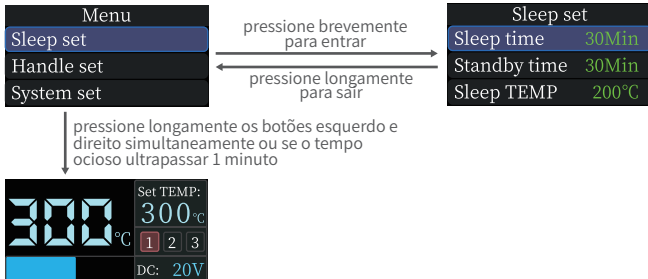 Menu
Sleep set
Handle set
System set
pressione brevemente
para entrar
pressione longamente
para sair
Sleep set
Sleep time 30Min
Standby time 30Min
Sleep TEMP 200℃
pressione longamente os botões esquerdo e
direito simultaneamente ou se o tempo
ocioso ultrapassar 1 minuto
300℃
Set TEMP:
300℃
1 2 3
DC: 20V